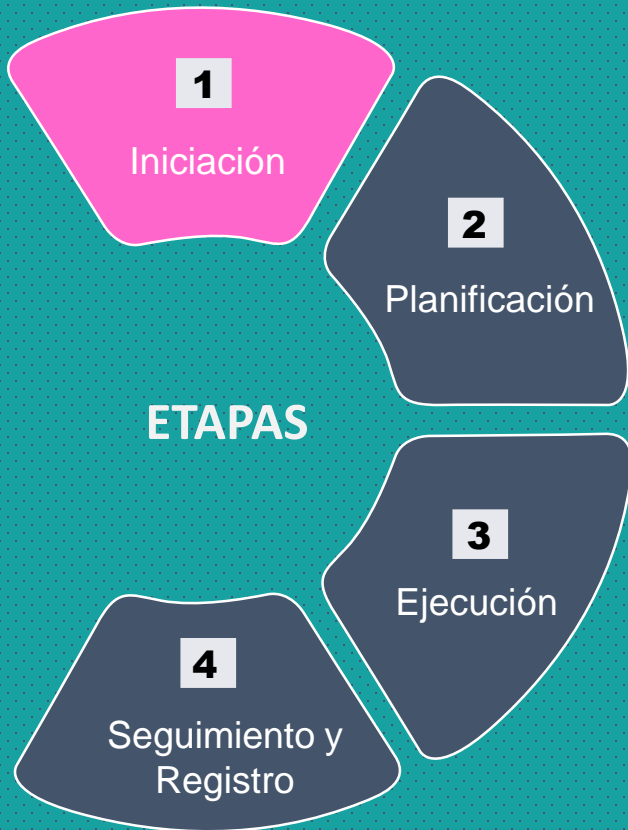 1
Iniciación
2
Planificación
ETAPAS
3
Ejecución
4
Seguimiento y
Registro